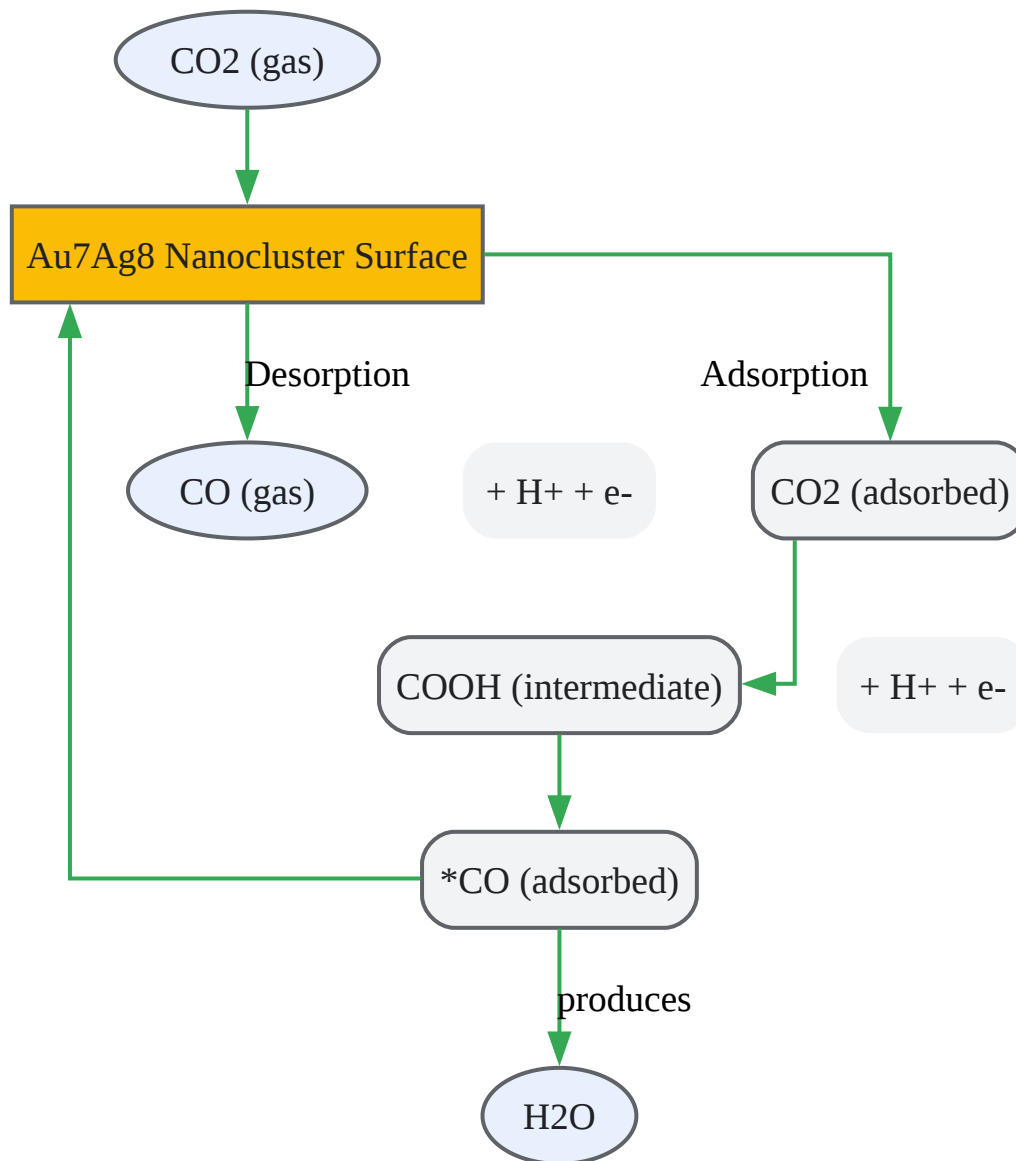 CO2 (gas)
Au7Ag8 Nanocluster Surface
Desorption
Adsorption
CO (gas)
+ H+ + e-
CO2 (adsorbed)
COOH (intermediate)
+ H+ + e-
*CO (adsorbed)
produces
H2O